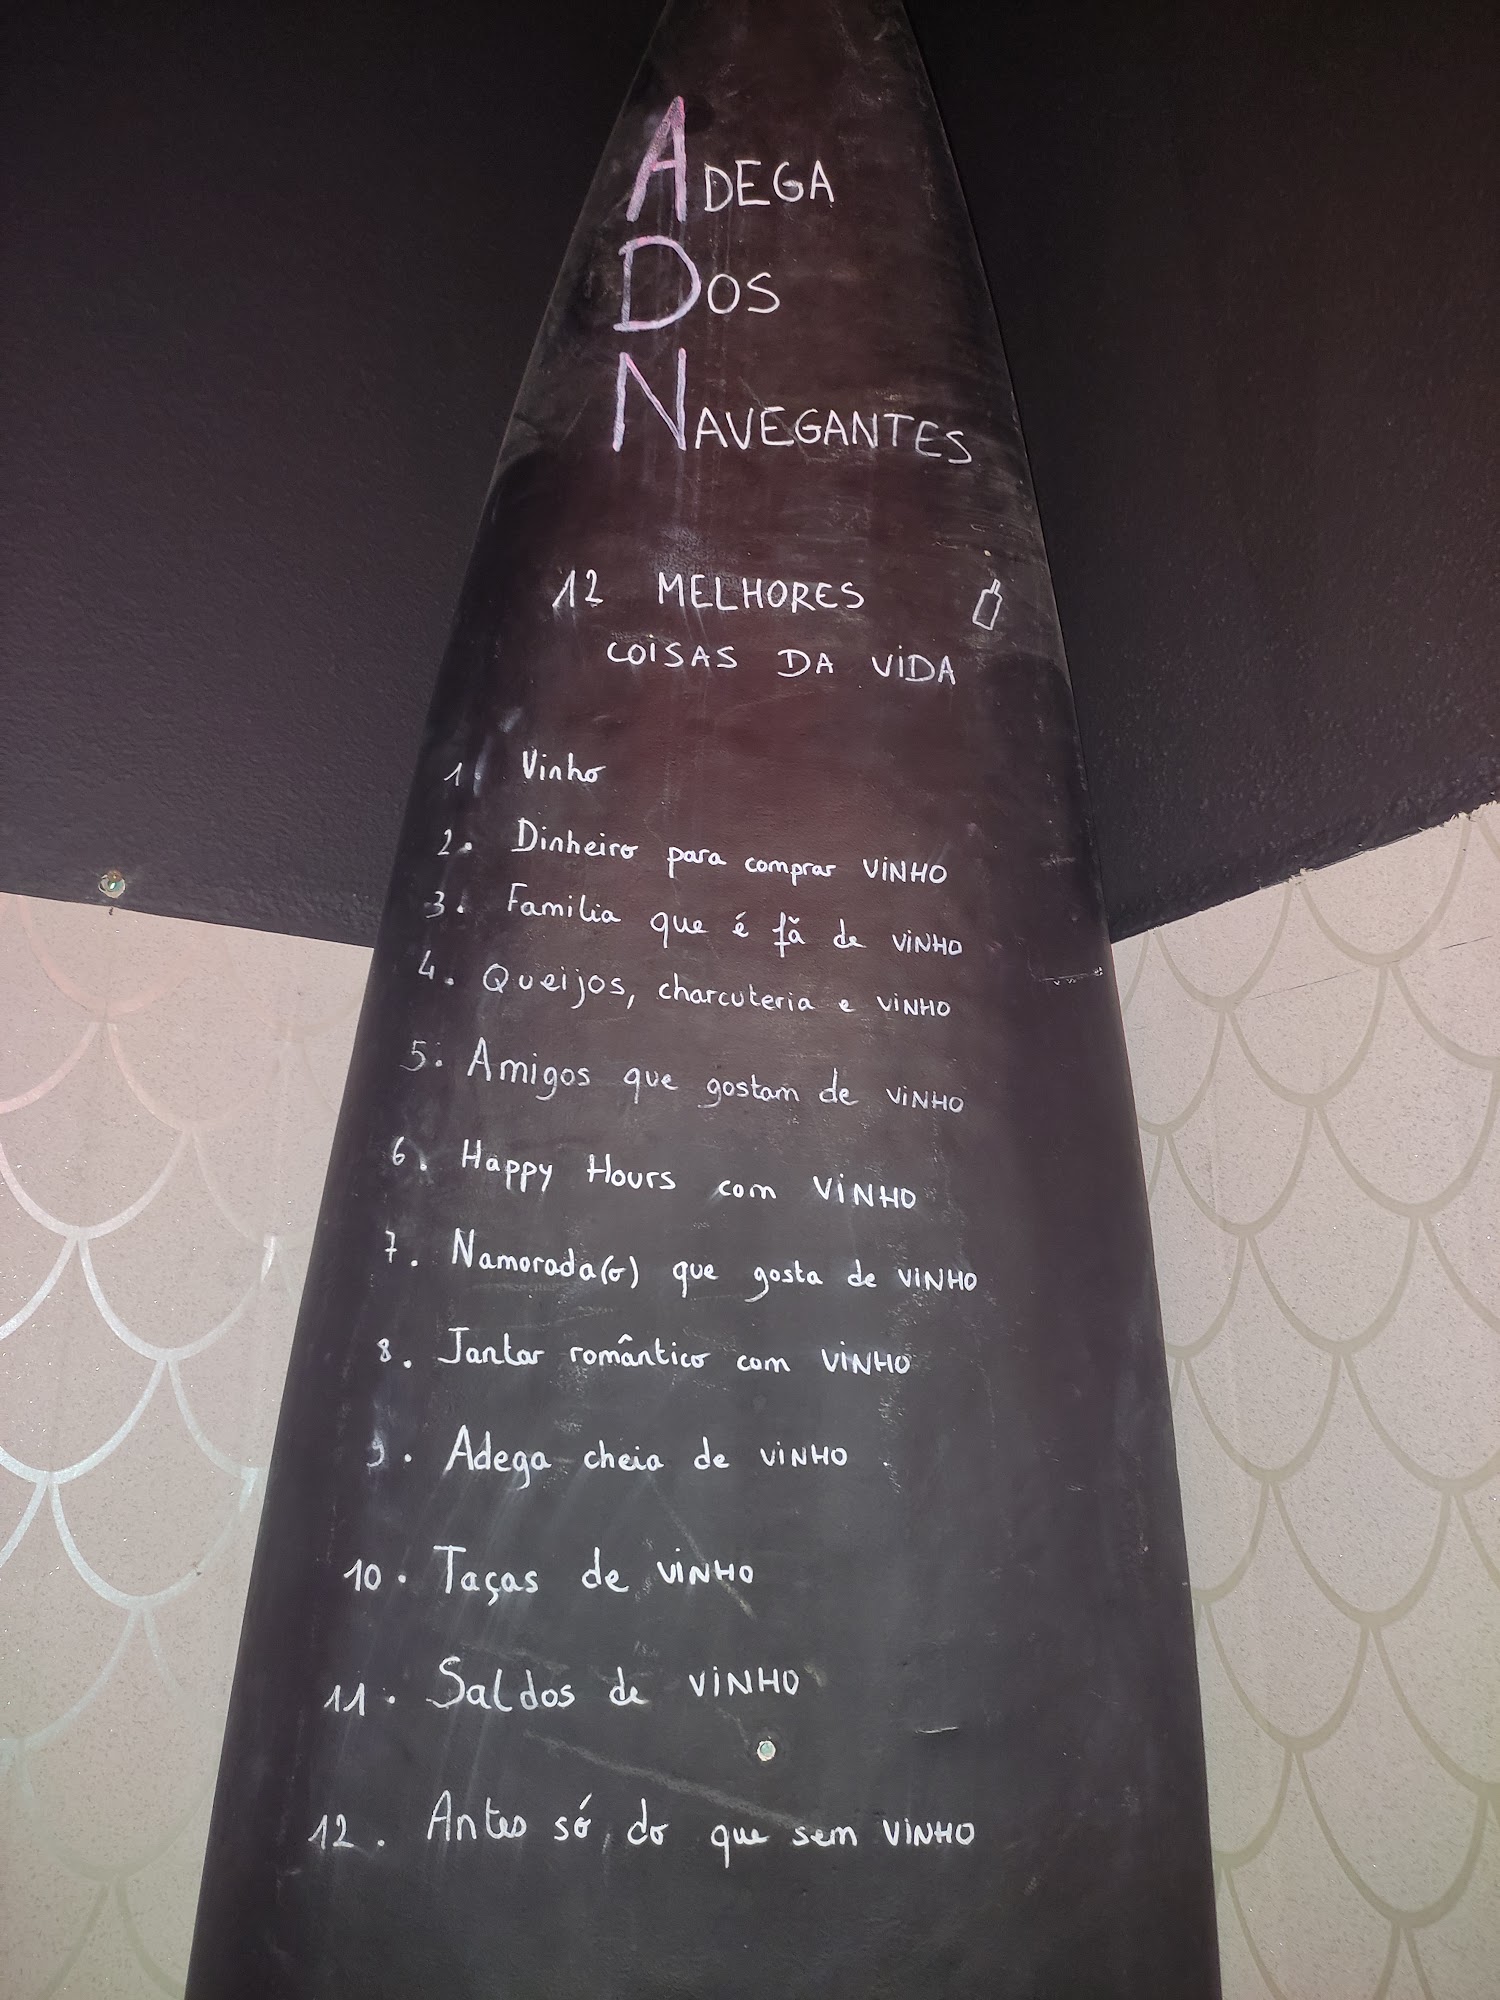 ADEGA
DOS
NAVEGANTES
12 MELHORES
COISAS DA ViDA
1. Vinho
2. Dinheiro para comprar ViNHO
3. Familia que é fã de ViNHO
4. Queijos, charcuteria e ViNHO
5. Amigos que gostam de ViNHO
6. Happy Hours com ViNHO
7. Namorada(o) que gosta de ViNHO
8. Jantar romântico com ViNHO
9. Adega cheia de ViNHO
10. Taças de ViNHO
11. Saldos de ViNHO
12. Antes só, do que sem ViNHO